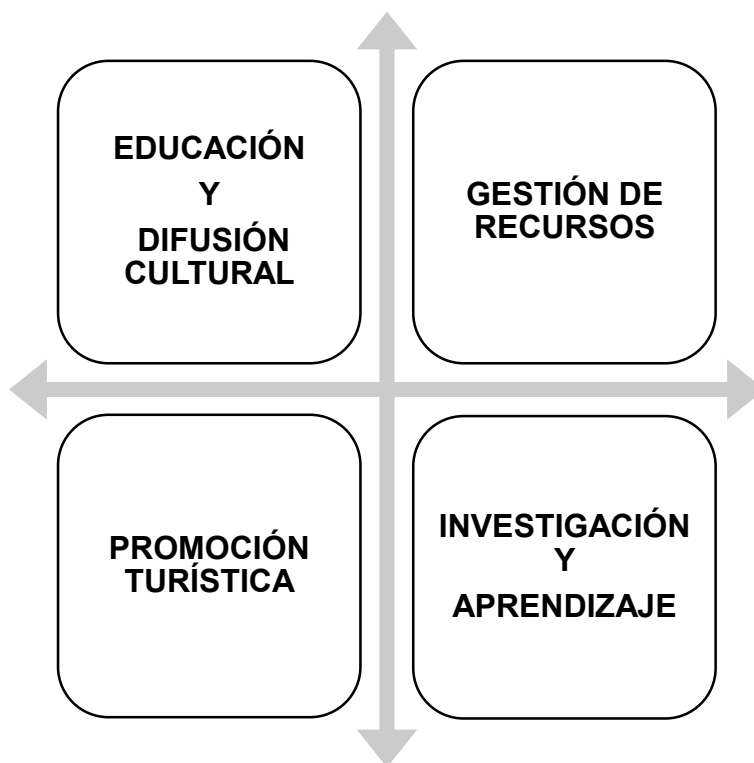 EDUCACIÓN
Y
DIFUSIÓN
CULTURAL
GESTIÓN DE
RECURSOS
PROMOCIÓN
TURÍSTICA
INVESTIGACIÓN
Y
APRENDIZAJE